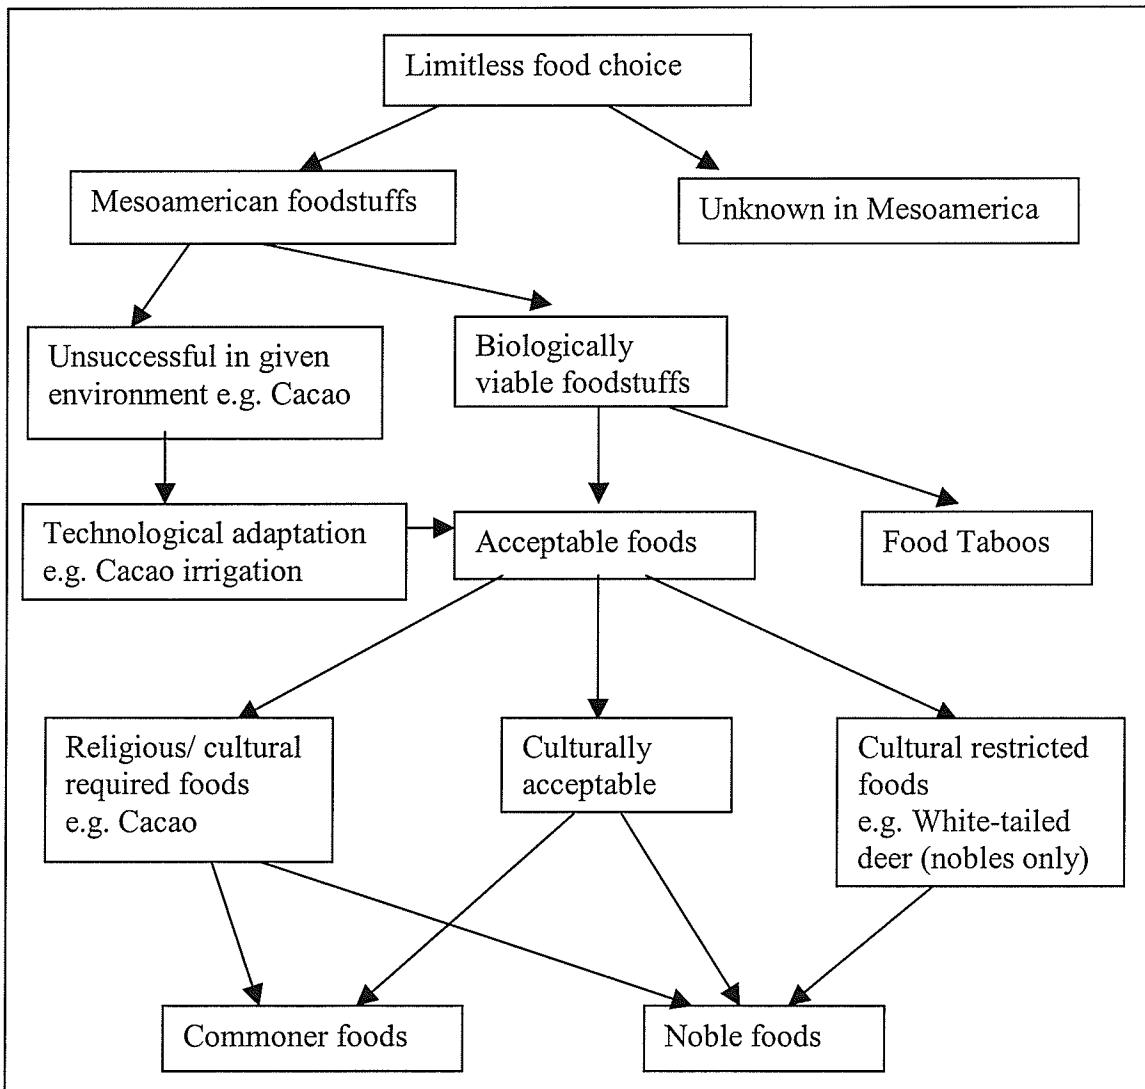 Limitless food choice
Mesoamerican foodstuffs
Unknown in Mesoamerica
Unsuccessful in given
environment e.g. Cacao
Biologically
viable foodstuffs
Technological adaptation
e.g. Cacao irrigation
Acceptable foods
Food Taboos
Religious/ cultural
required foods
e.g. Cacao
Culturally
acceptable
Cultural restricted
foods
e.g. White-tailed
deer (nobles only)
Commoner foods
Noble foods